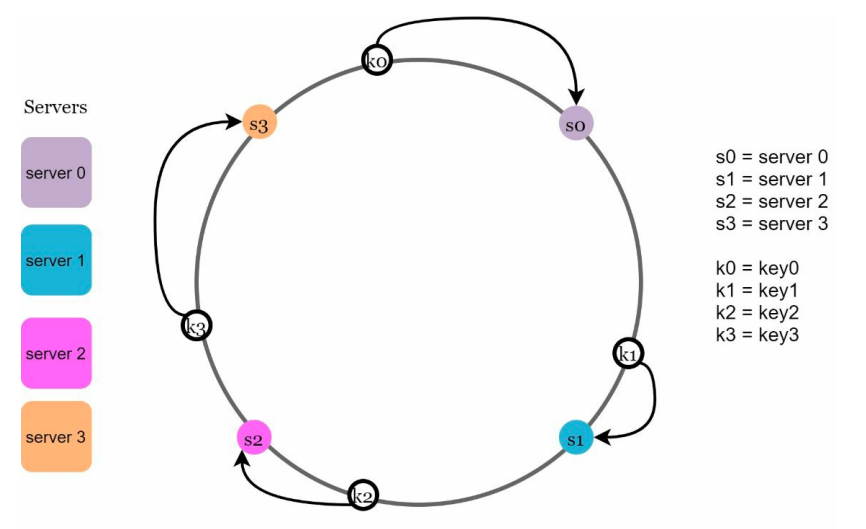 Servers
server 0
server 1
server 2
server 3
k0
s0
s3
k3
k1
s2
s1
k2
s0 = server 0
s1 = server 1
s2 = server 2
s3 = server 3
k0 = key0
k1 = key1
k2 = key2
k3 = key3